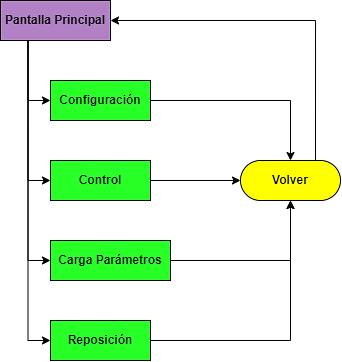 Pantalla Principal
Configuración
Control
Volver
Carga Parámetros
Reposición